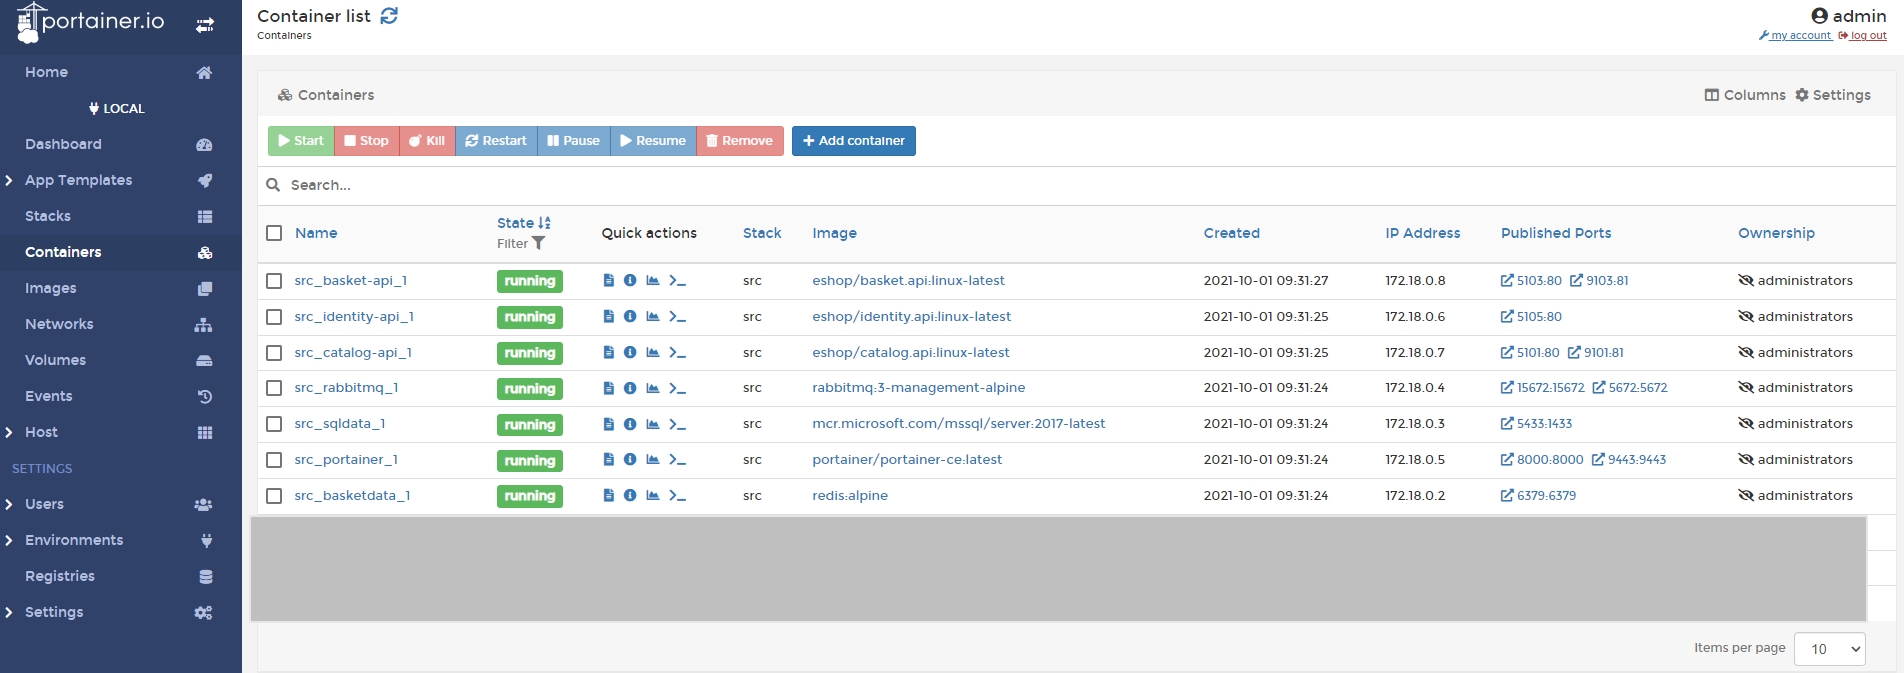 portainer.io
Home
LOCAL
Dashboard
App Templates
Stacks
Containers
Images
Networks
Volumes
Events
Host
SETTINGS
Users
Environments
Registries
Settings
Container list
Containers
admin
my account log out
Containers
Columns Settings
Start Stop Kill Restart Pause Resume Remove Add container
Search...
Name State Filter Quick actions Stack Image Created IP Address Published Ports Ownership
src_basket-api_1 running src eshop/basket.api:linux-latest 2021-10-01 09:31:27 172.18.0.8 5103:80 9103:81 administrators
src_identity-api_1 running src eshop/identity.api:linux-latest 2021-10-01 09:31:25 172.18.0.6 5105:80 administrators
src_catalog-api_1 running src eshop/catalog.api:linux-latest 2021-10-01 09:31:25 172.18.0.7 5101:80 9101:81 administrators
src_rabbitmq_1 running src rabbitmq:3-management-alpine 2021-10-01 09:31:24 172.18.0.4 15672:15672 5672:5672 administrators
src_sqldata_1 running src mcr.microsoft.com/mssql/server:2017-latest 2021-10-01 09:31:24 172.18.0.3 5433:1433 administrators
src_portainer_1 running src portainer/portainer-ce:latest 2021-10-01 09:31:24 172.18.0.5 8000:8000 9443:9443 administrators
src_basketdata_1 running src redis:alpine 2021-10-01 09:31:24 172.18.0.2 6379:6379 administrators
Items per page 10